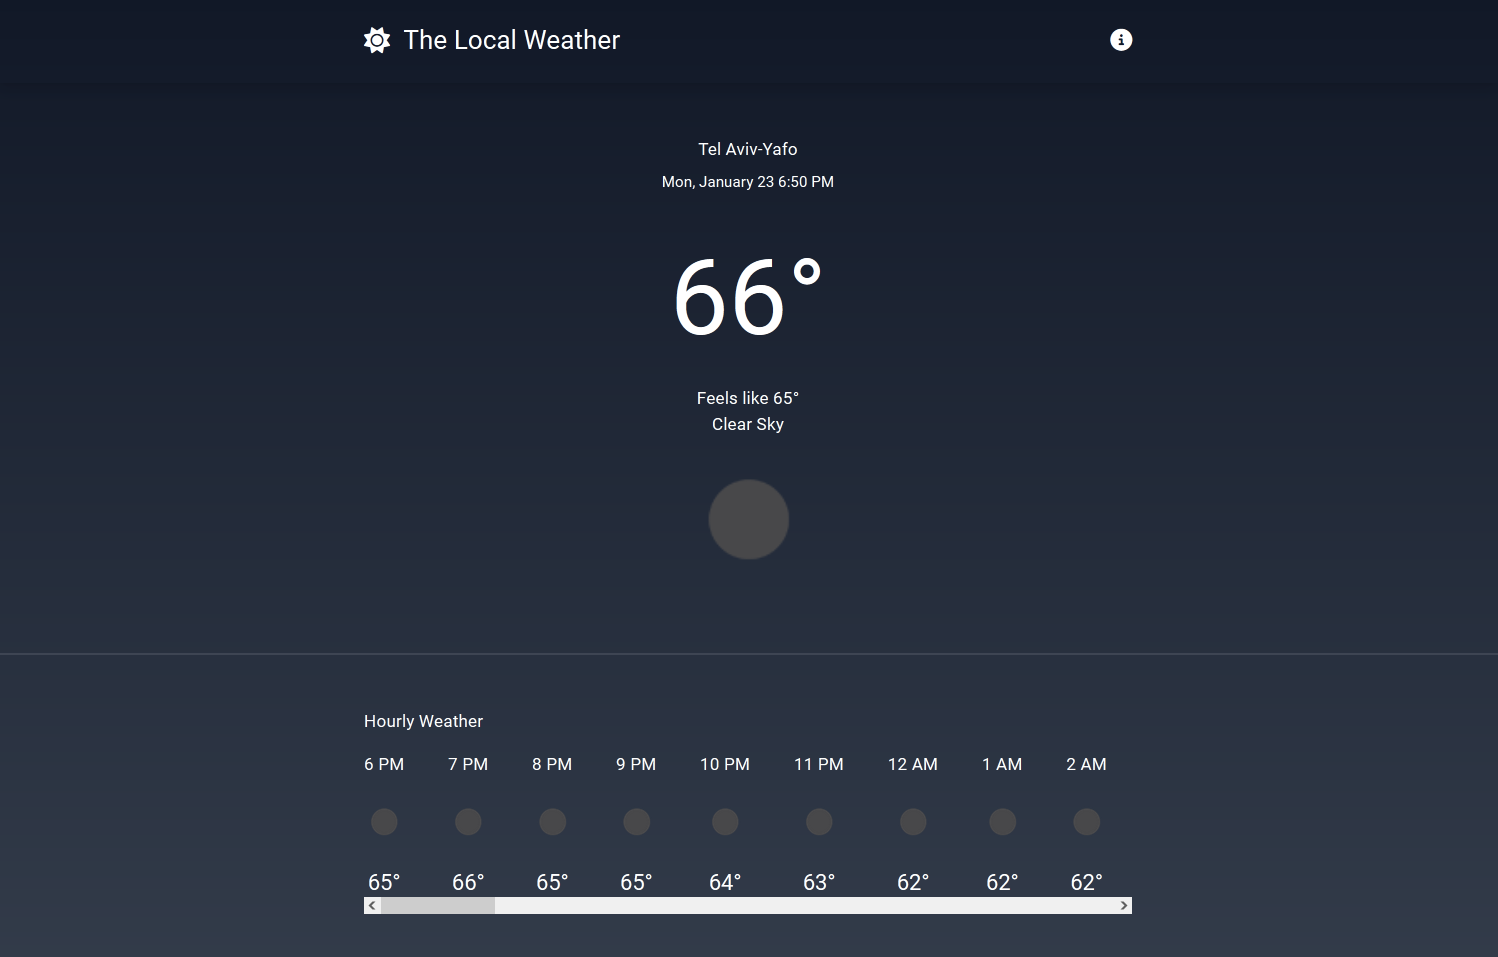 The Local Weather
Tel Aviv-Yafo
Mon, January 23 6:50 PM
66°
Feels like 65°
Clear Sky
Hourly Weather
6 PM 7 PM 8 PM 9 PM 10 PM 11 PM 12 AM 1 AM 2 AM
65° 66° 65° 65° 64° 63° 62° 62° 62°